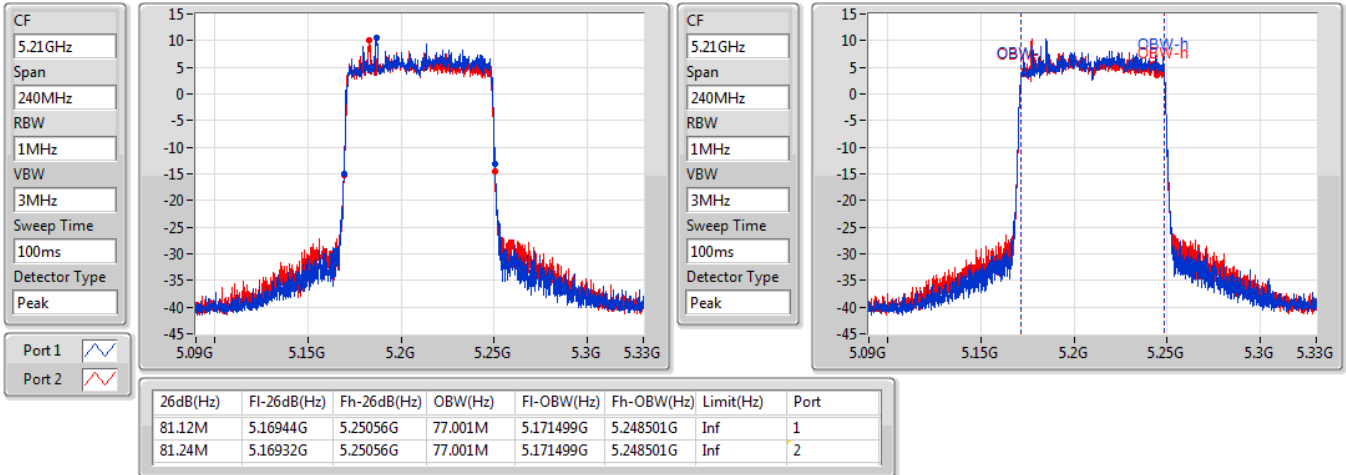 CF
5.21GHz
Span
240MHz
RBW
1MHz
VBW
3MHz
Sweep Time
100ms
Detector Type
Peak
Port 1
Port 2
15
10
5
0
-5
-10
-15
-20
-25
-30
-35
-40
-45
5.09G 5.15G 5.2G 5.25G 5.3G 5.33G
CF
5.21GHz
Span
240MHz
RBW
1MHz
VBW
3MHz
Sweep Time
100ms
Detector Type
Peak
15
10
5
0
-5
-10
-15
-20
-25
-30
-35
-40
-45
OBW-h
OBW-h
5.09G 5.15G 5.2G 5.25G 5.3G 5.33G
26dB(Hz) Fl-26dB(Hz) Fh-26dB(Hz) OBW(Hz) Fl-OBW(Hz) Fh-OBW(Hz) Limit(Hz) Port
81.12M 5.16944G 5.25056G 77.001M 5.171499G 5.248501G Inf 1
81.24M 5.16932G 5.25056G 77.001M 5.171499G 5.248501G Inf 2